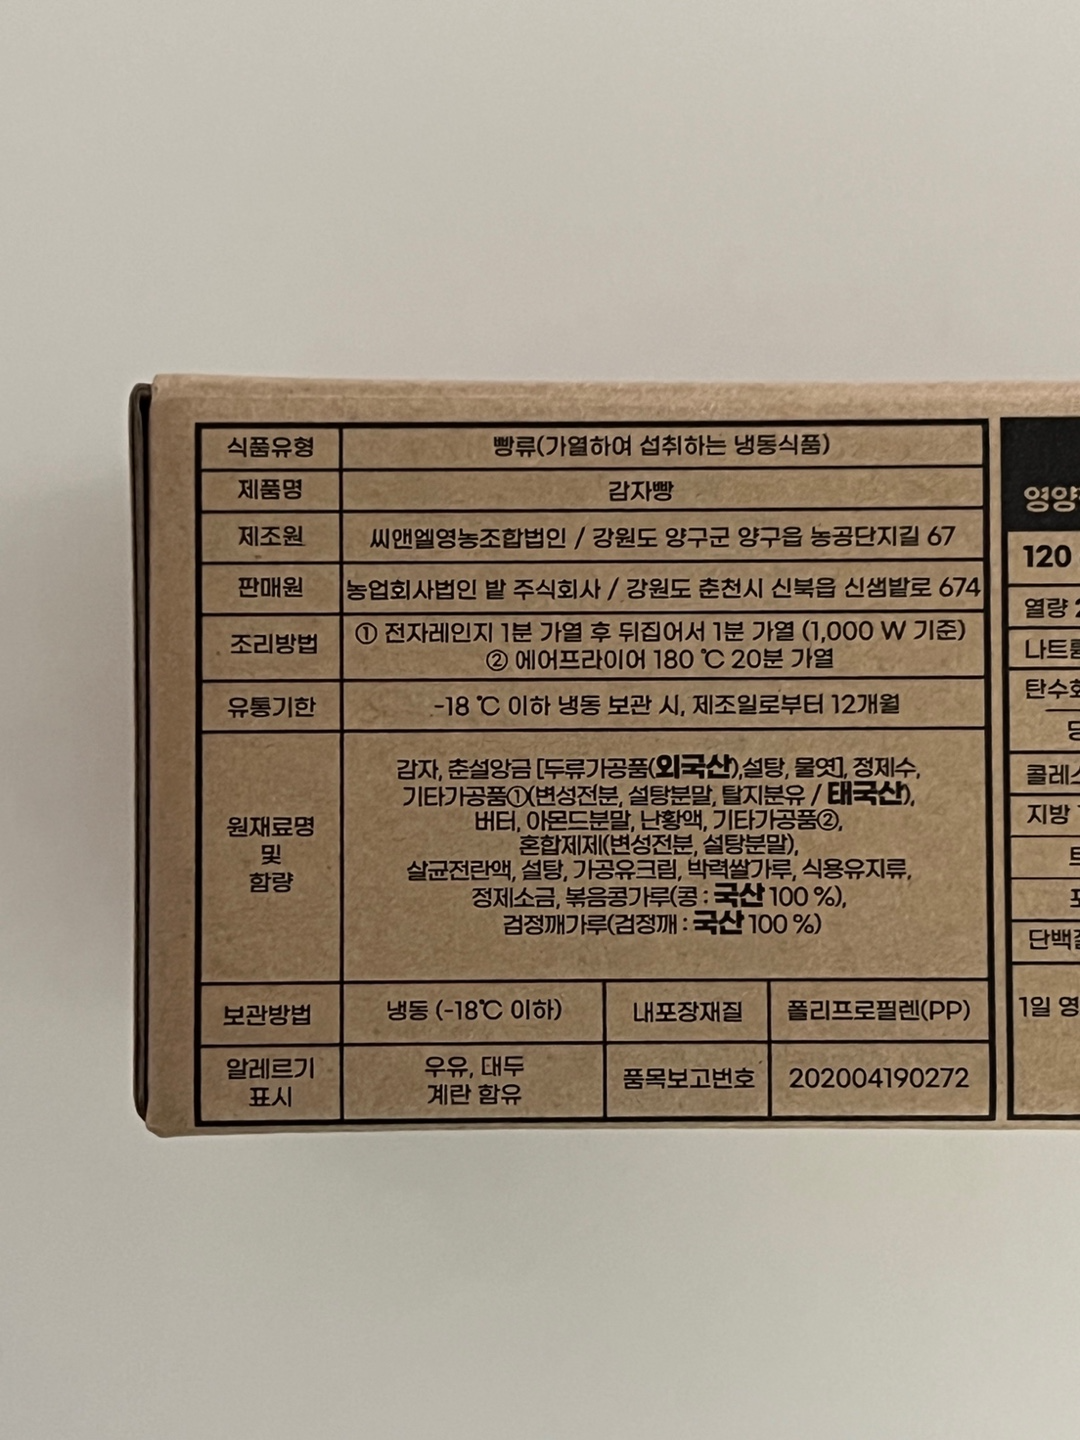 식품유형 빵류(가열하여 섭취하는 냉동식품)
제품명 감자빵
제조원 씨앤엘영농조합법인 / 강원도 양구군 양구읍 농공단지길 67
판매원 농업회사법인 밭 주식회사 / 강원도 춘천시 신북읍 신샘밭로 674
조리방법 ① 전자레인지 1분 가열 후 뒤집어서 1분 가열 (1,000 W 기준)
② 에어프라이어 180 ℃ 20분 가열
유통기한 -18 ℃ 이하 냉동 보관 시, 제조일로부터 12개월
원재료명
및
함량
감자, 춘설앙금 [두류가공품(외국산),설탕, 물엿], 정제수,
기타가공품①(변성전분, 설탕분말, 탈지분유 / 태국산),
버터, 아몬드분말, 난황액, 기타가공품②,
혼합제제(변성전분, 설탕분말),
살균전란액, 설탕, 가공유크림, 박력쌀가루, 식용유지류,
정제소금, 볶음콩가루(콩 : 국산 100 %),
검정깨가루(검정깨 : 국산 100 %)
보관방법 냉동 (-18℃ 이하) 내포장재질 폴리프로필렌(PP)
알레르기
표시
우유, 대두
계란 함유
품목보고번호 202004190272
영양
120
열량
나트륨
콜레스
지방
단백질
1일 영